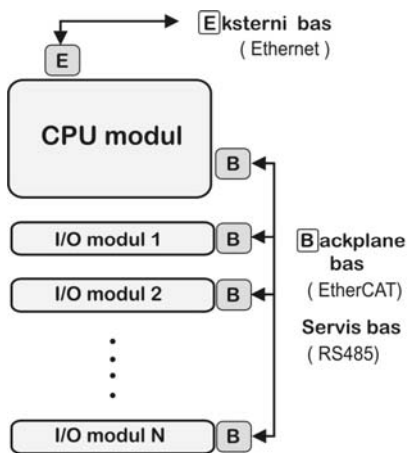 Eksterni bas
( Ethernet )
E
CPU modul
B
I/O modul 1
B
I/O modul 2
B
Backplane
bas
( EtherCAT)
Servis bas
( RS485)
I/O modul N
B